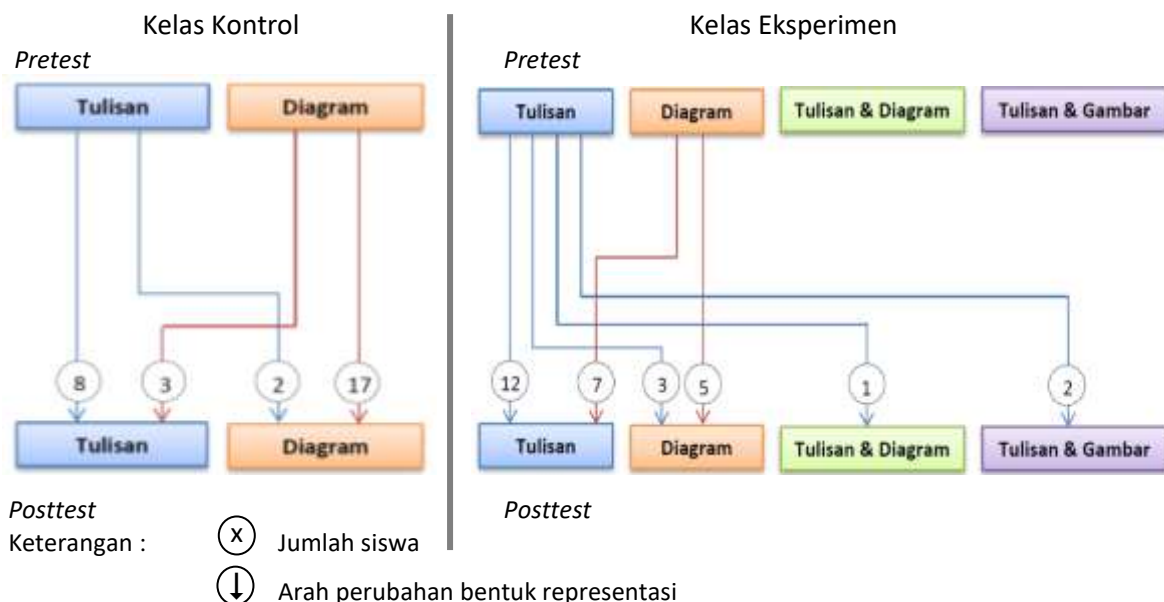 Kelas Kontrol
Pretest
Tulisan
Diagram
8
3
2
17
Tulisan
Diagram
Posttest
Kelas Eksperimen
Pretest
Tulisan
Diagram
Tulisan & Diagram
Tulisan & Gambar
12
7
3
5
1
2
Tulisan
Diagram
Tulisan & Diagram
Tulisan & Gambar
Posttest
Keterangan :
x Jumlah siswa
↓ Arah perubahan bentuk representasi